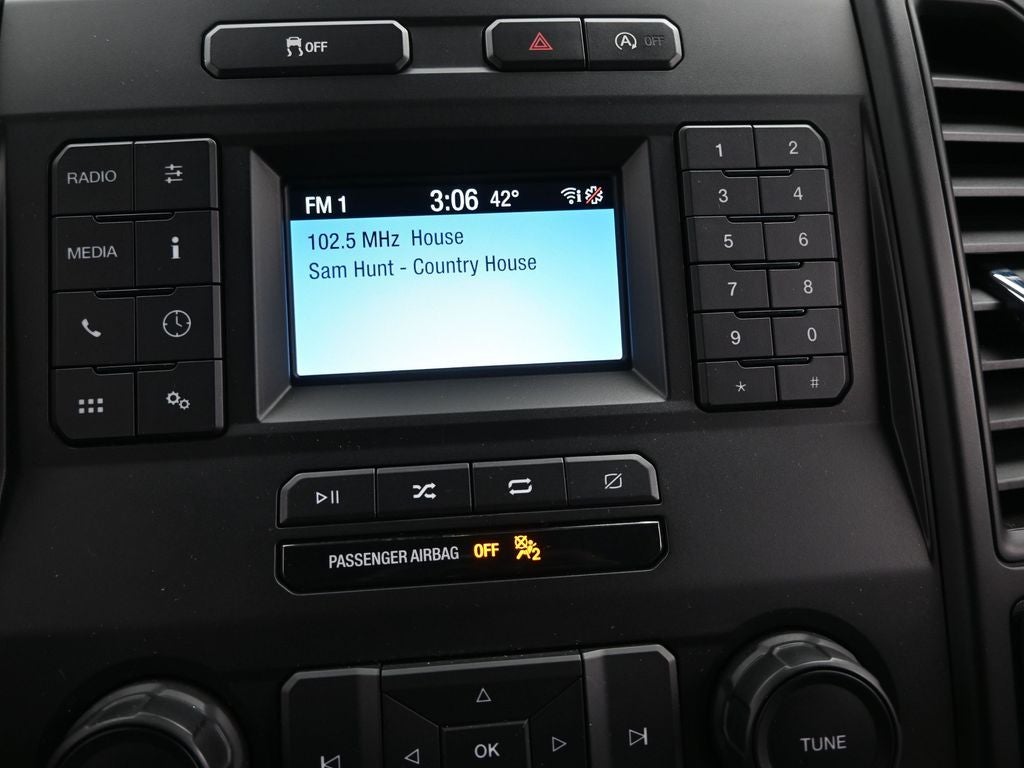 OFF
A OFF
RADIO
MEDIA
i
FM 1 3:06 42° i
102.5 MHz House
Sam Hunt - Country House
1 2
3 4
5 6
7 8
9 0
* #
PASSENGER AIRBAG OFF 2
OK
TUNE